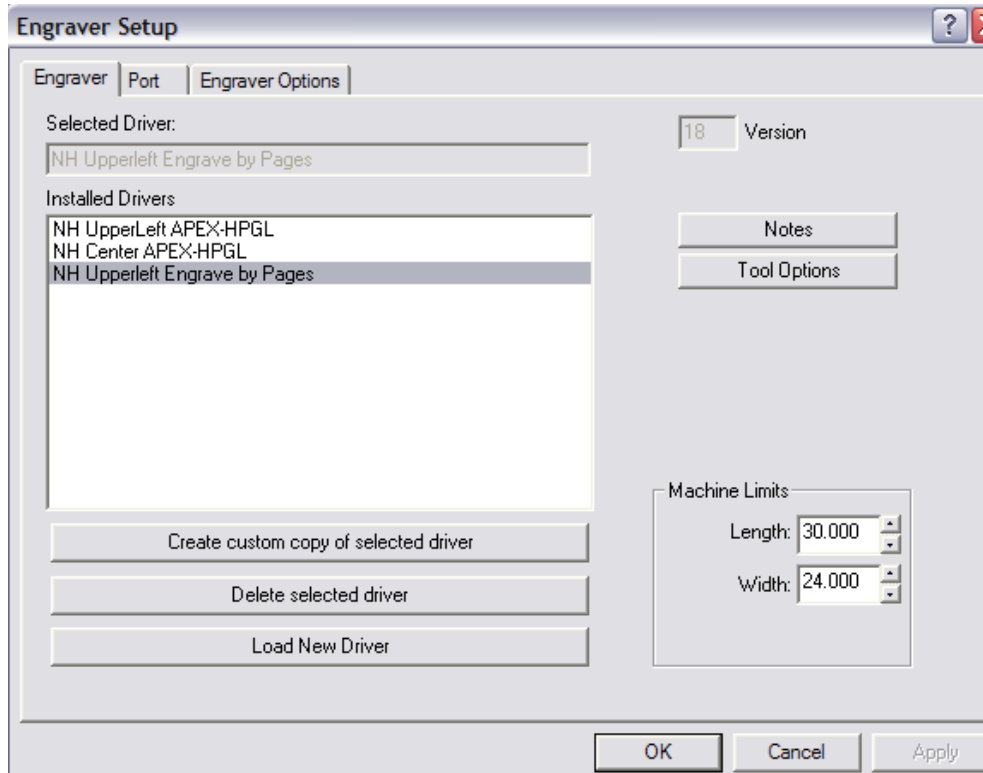 Engraver Setup
?
Engraver
Port
Engraver Options
Selected Driver:
NH Upperleft Engrave by Pages
18 Version
Installed Drivers
NH UpperLeft APEX-HPGL
NH Center APEX-HPGL
NH Upperleft Engrave by Pages
Notes
Tool Options
Machine Limits
Length: 30.000
Width: 24.000
Create custom copy of selected driver
Delete selected driver
Load New Driver
OK
Cancel
Apply